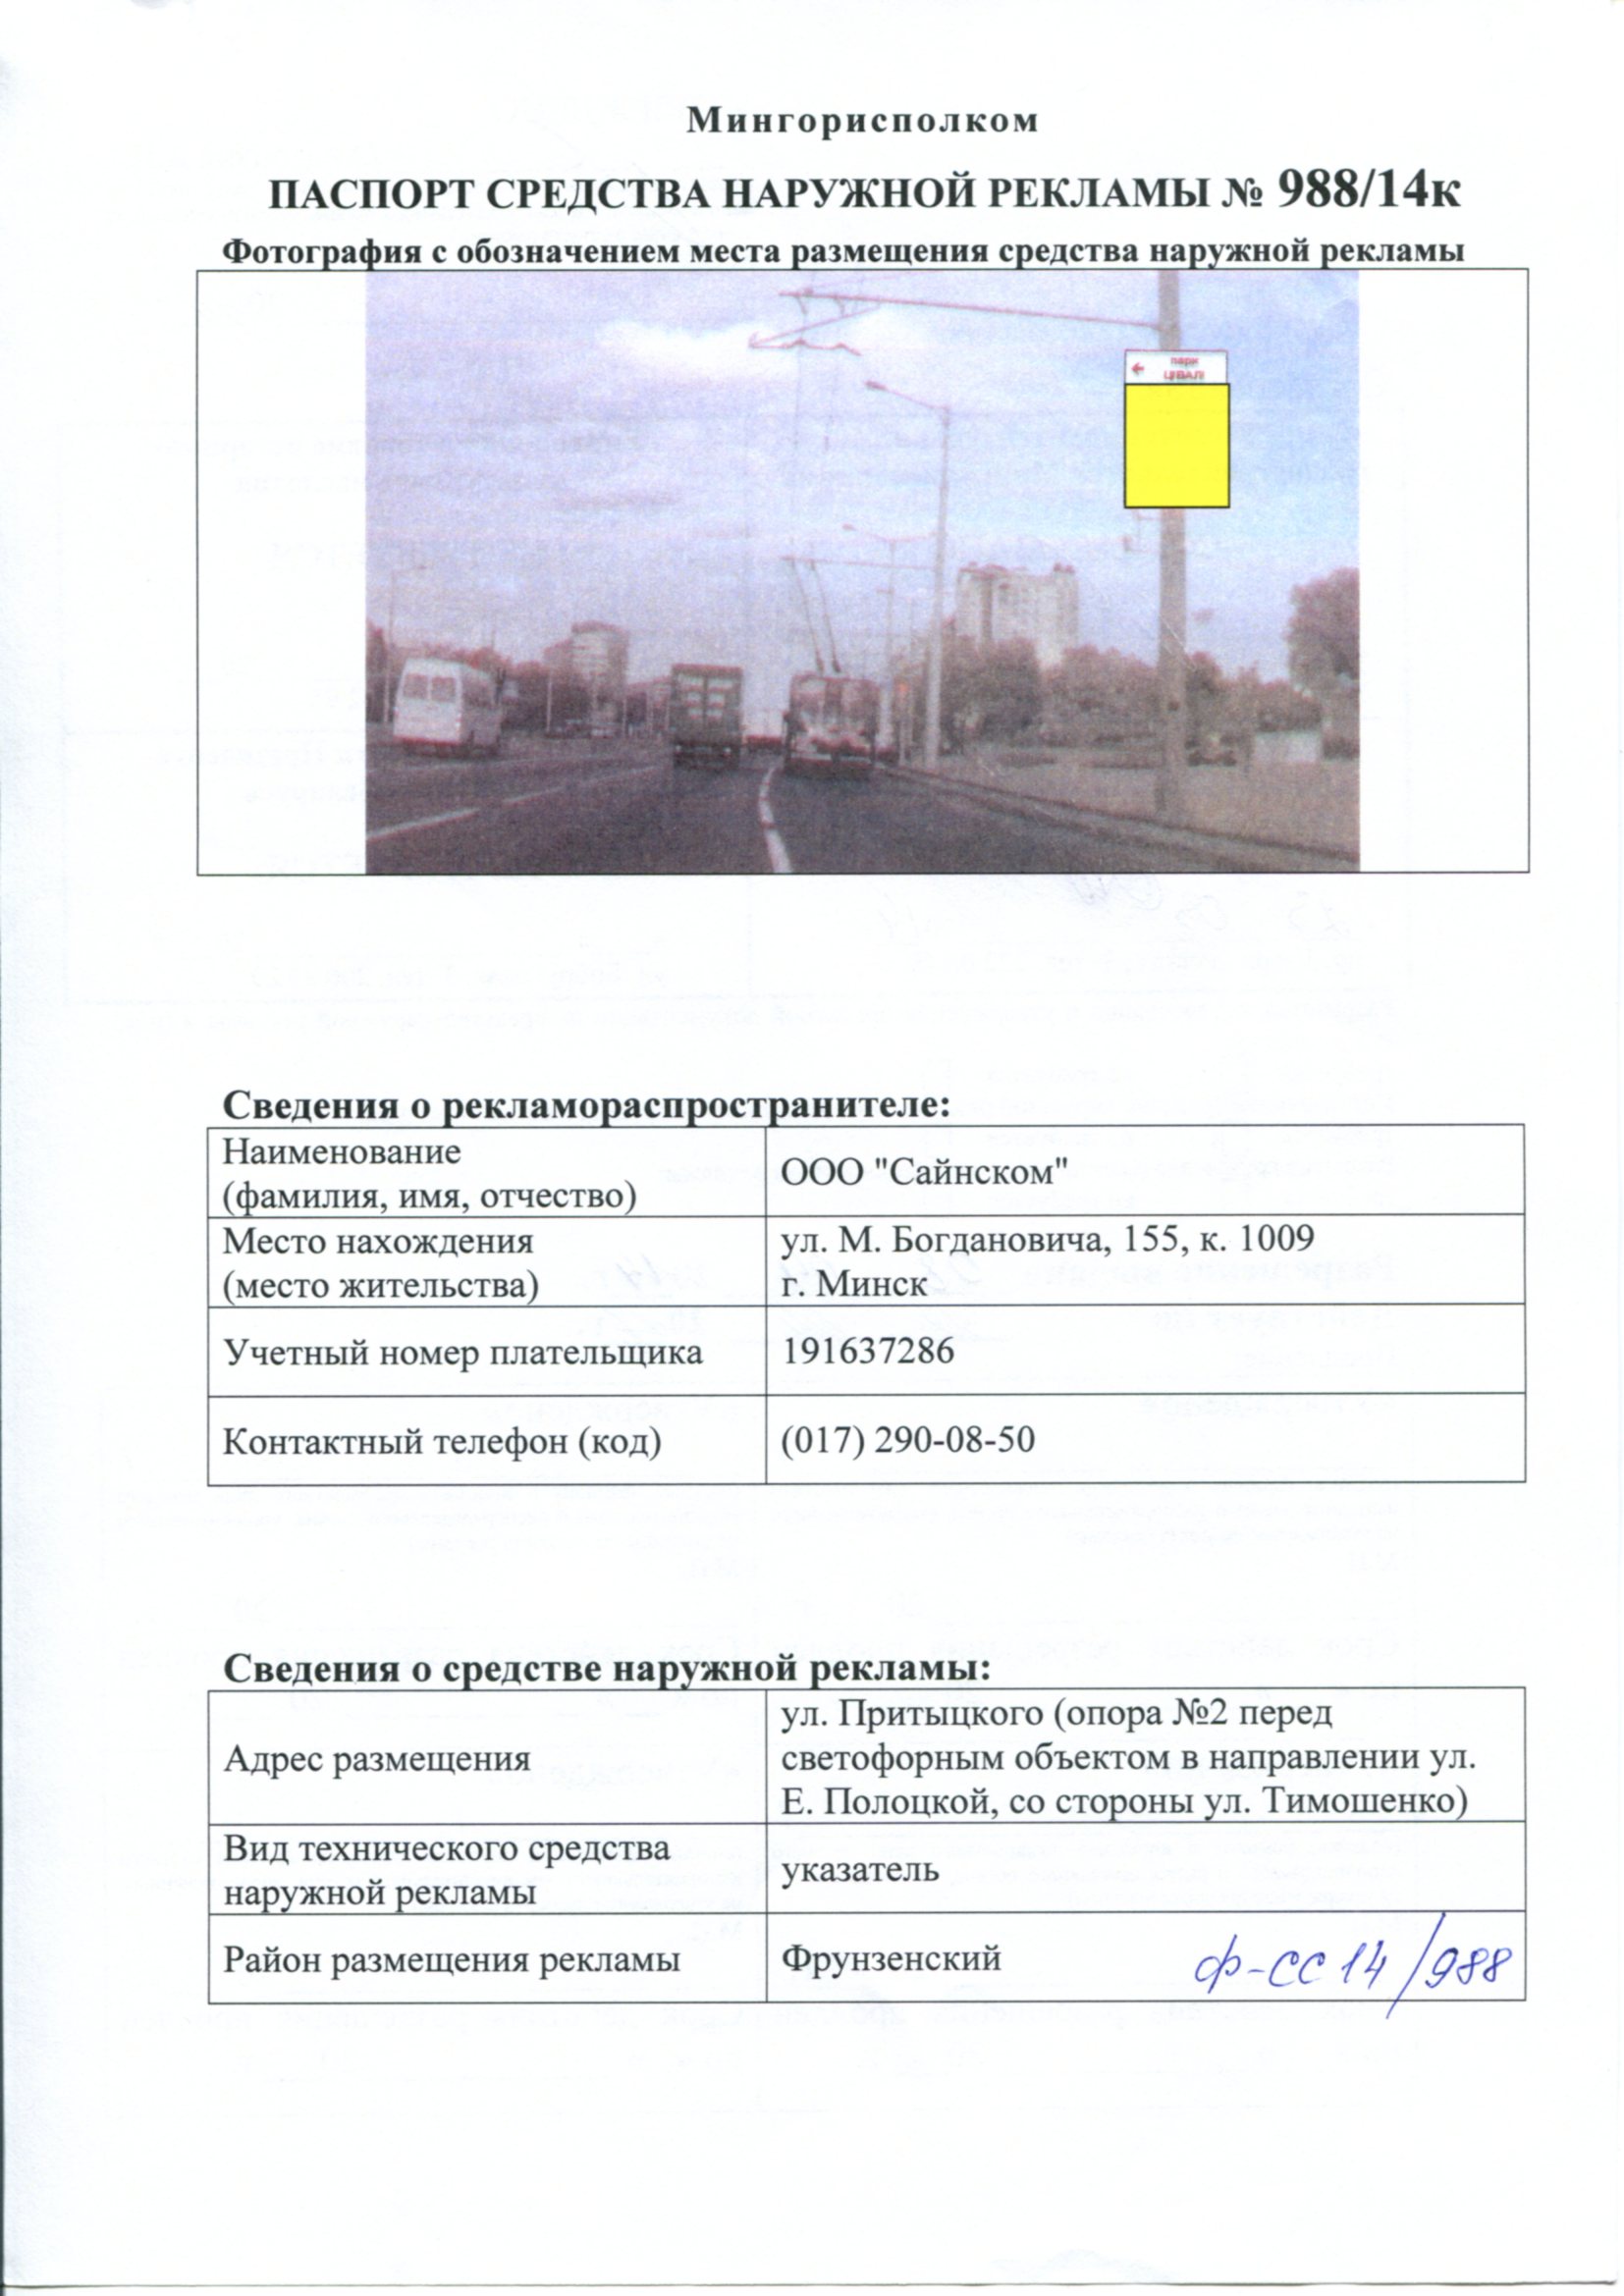 Мингорисполком
ПАСПОРТ СРЕДСТВА НАРУЖНОЙ РЕКЛАМЫ № 988/14к
Фотография с обозначением места размещения средства наружной рекламы
← парк
ЦІВАЛІ
Сведения о рекламораспространителе:
Наименование
(фамилия, имя, отчество)
ООО "Сайнском"
Место нахождения
(место жительства)
ул. М. Богдановича, 155, к. 1009
г. Минск
Учетный номер плательщика
191637286
Контактный телефон (код)
(017) 290-08-50
Сведения о средстве наружной рекламы:
Адрес размещения
ул. Притыцкого (опора №2 перед
светофорным объектом в направлении ул.
Е. Полоцкой, со стороны ул. Тимошенко)
Вид технического средства
наружной рекламы
указатель
Район размещения рекламы
Фрунзенский
Ф-СС 14/988